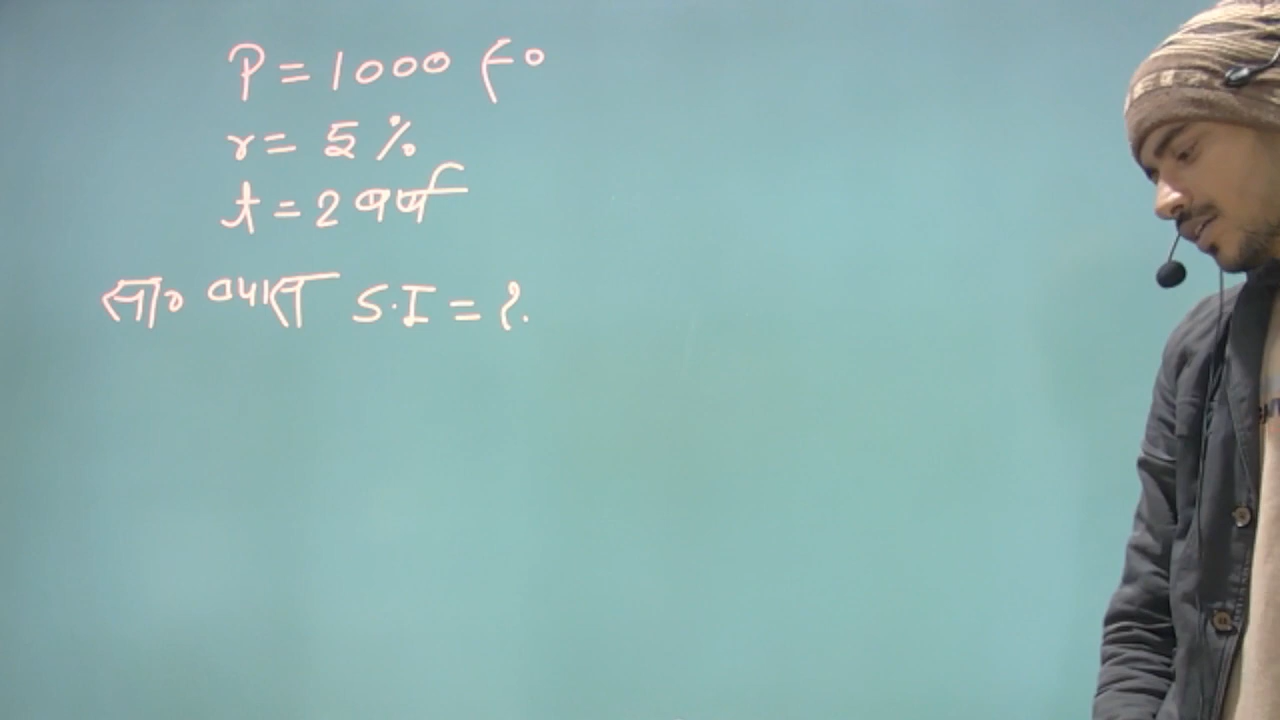 P = 1000 रु०
r = 5 %
t = 2 वर्ष
सा० ब्याज S.I = ?